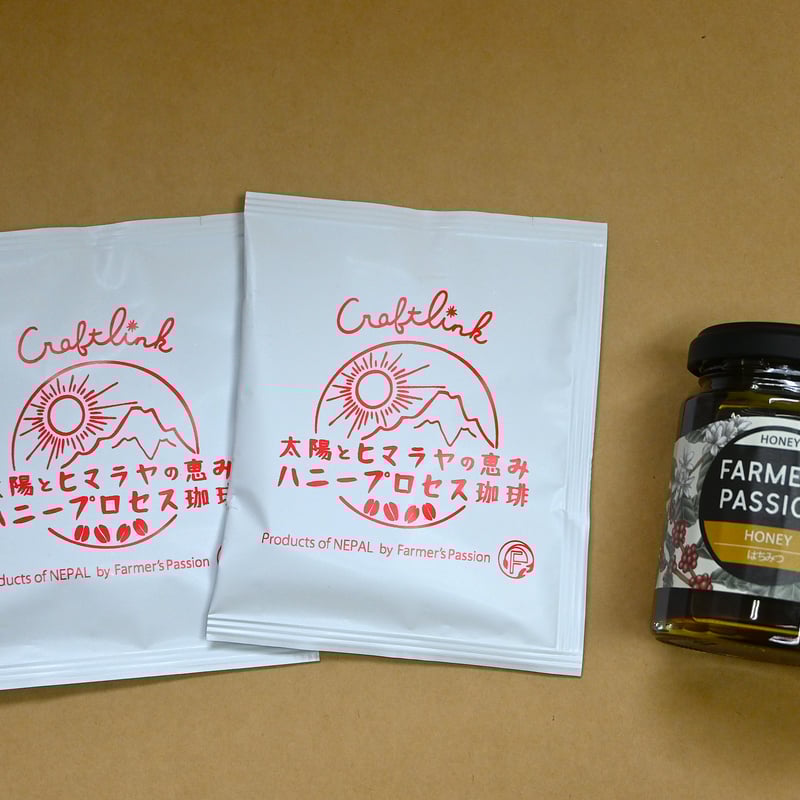 Craftlink
太陽とヒマラヤの恵み
ハニープロセス珈琲
Products of NEPAL by Farmer's Passion
Craftlink
陽とヒマラヤの恵み
ニープロセス珈
of NEPAL by Farmer's Passion
HONEY
FARME
PASSIO
HONEY
はちみつ